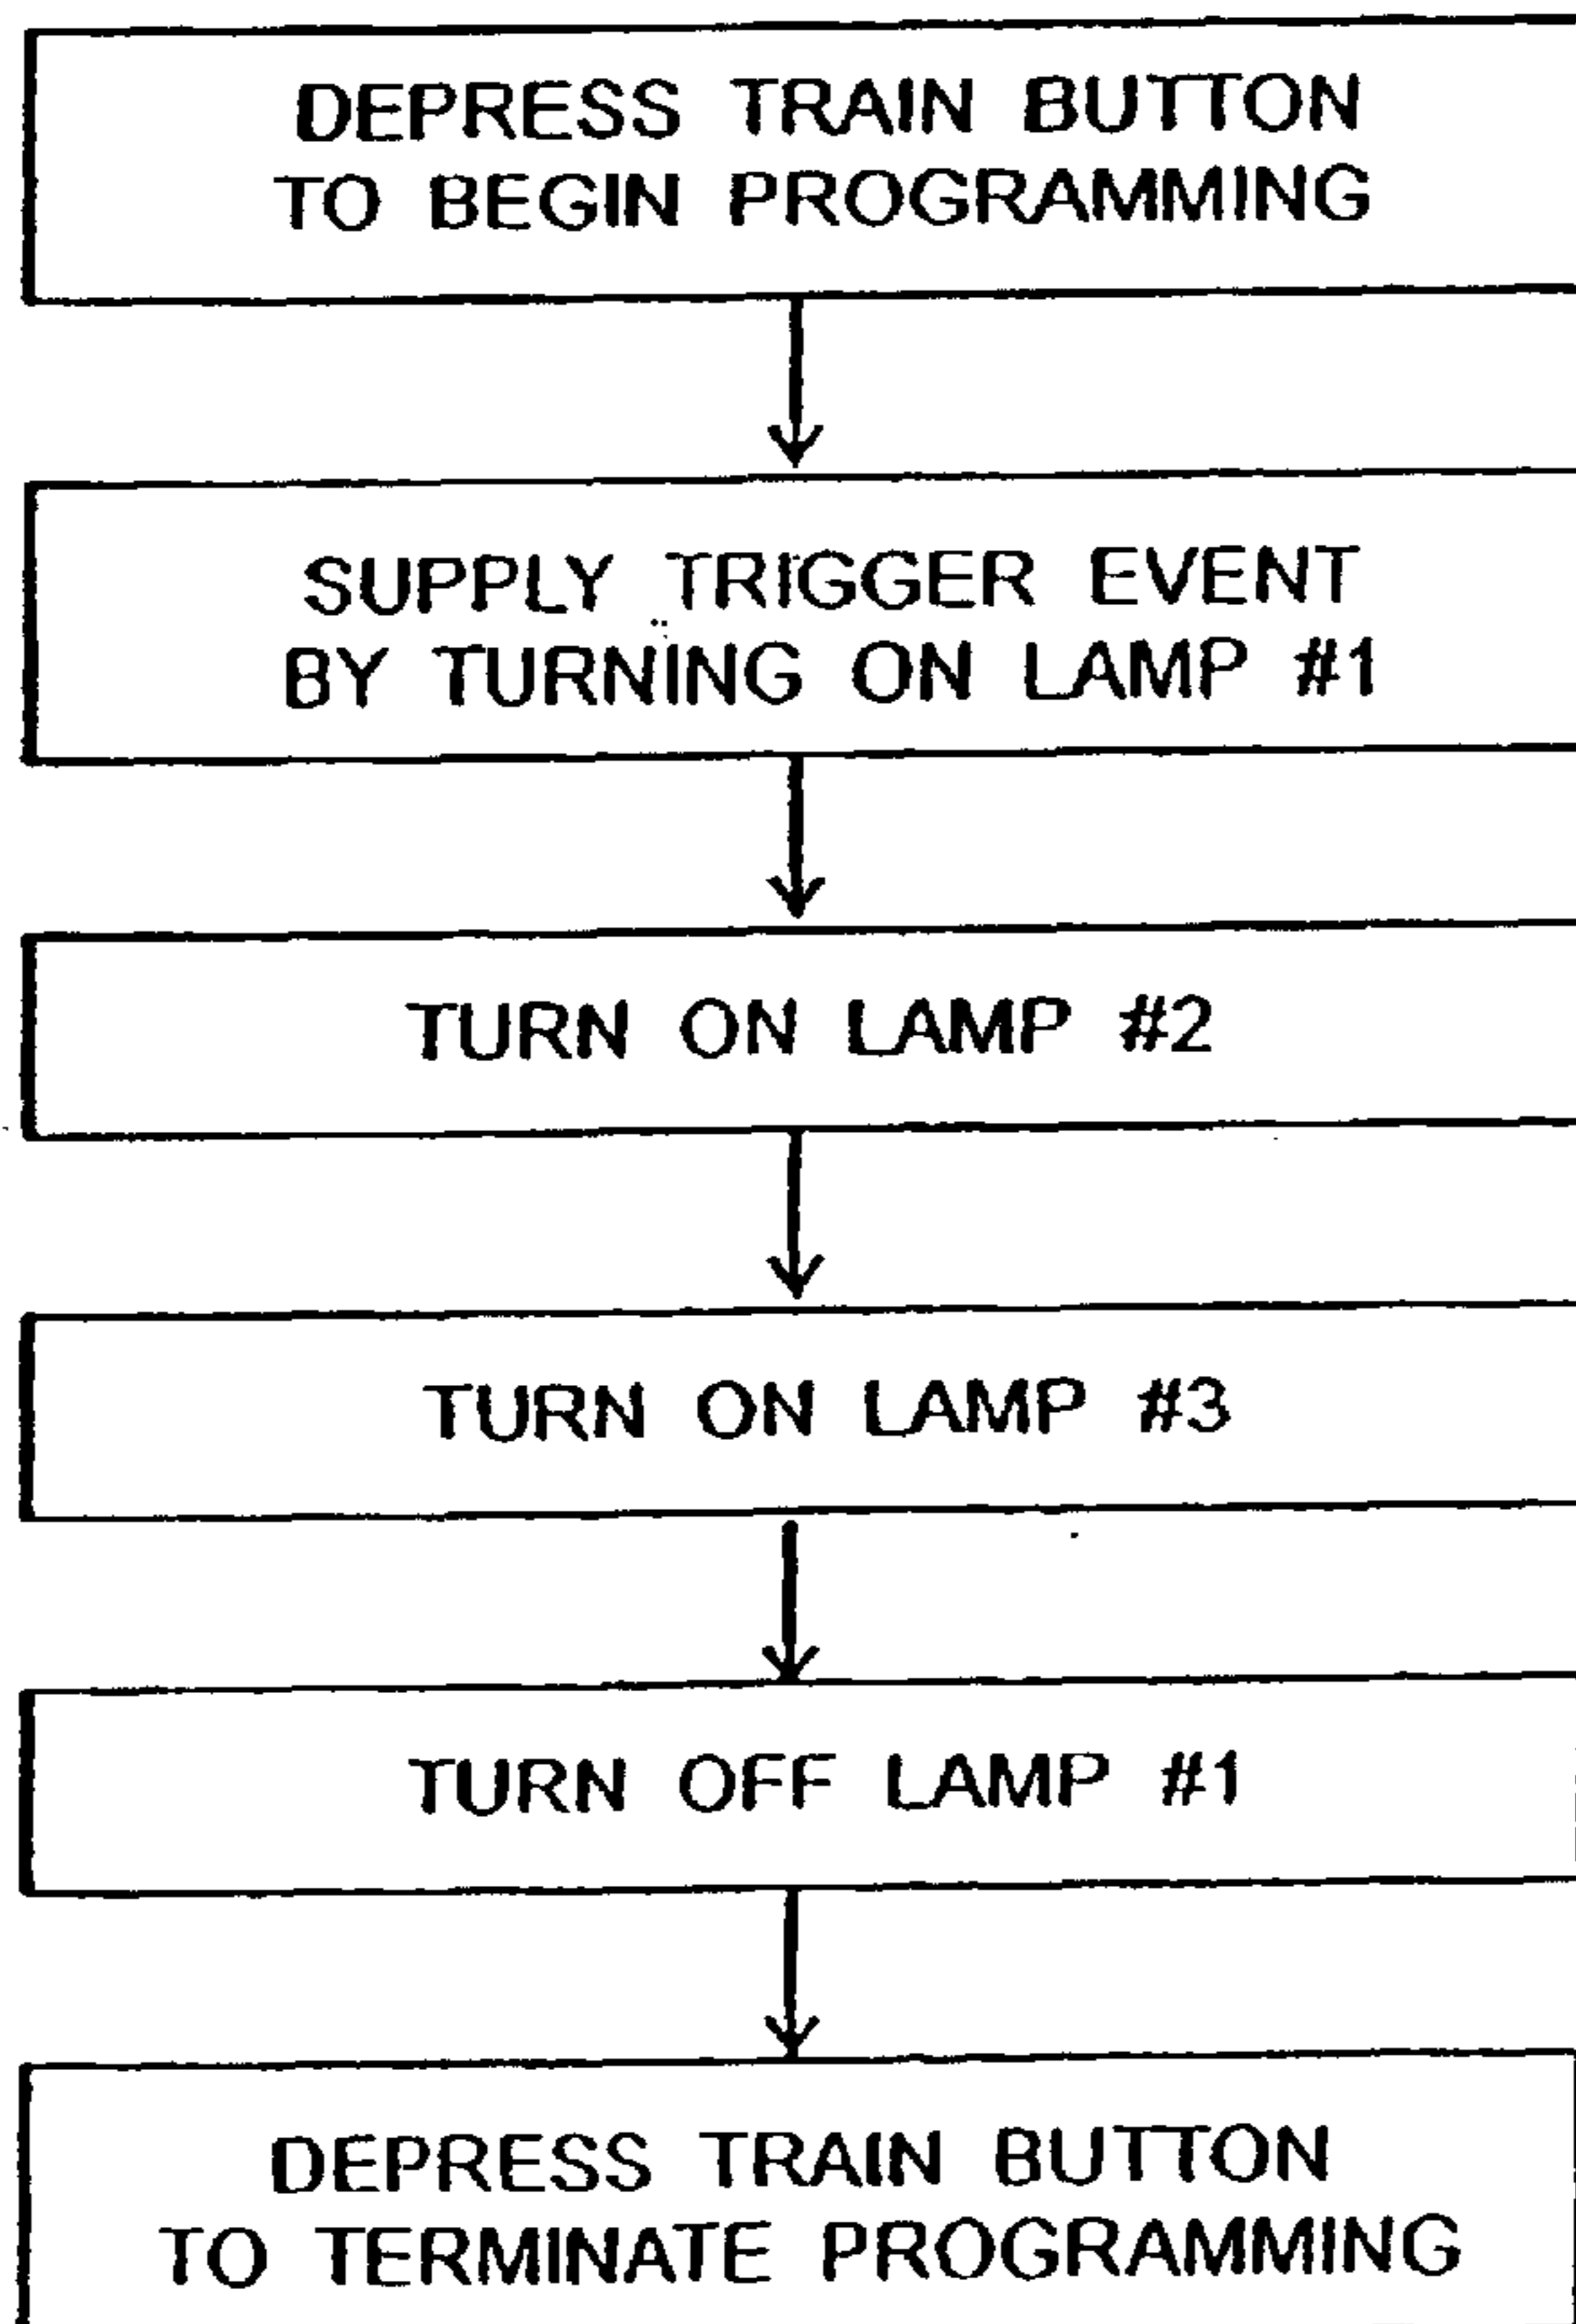 DEPRESS TRAIN BUTTON
TO BEGIN PROGRAMMING
SUPPLY TRIGGER EVENT
BY TURNING ON LAMP #1
TURN ON LAMP #2
TURN ON LAMP #3
TURN OFF LAMP #1
DEPRESS TRAIN BUTTON
TO TERMINATE PROGRAMMING